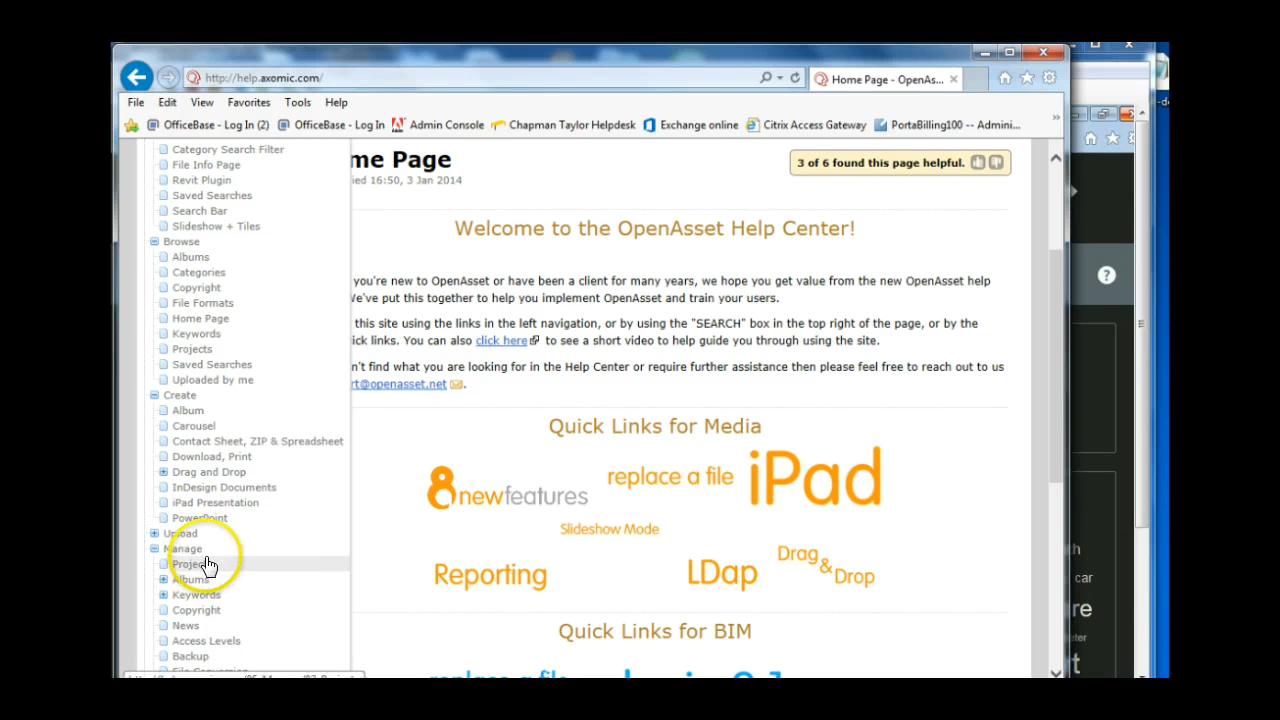 http://help.axomic.com/
Home Page - OpenAs...
File Edit View Favorites Tools Help
OfficeBase - Log In (2) OfficeBase - Log In Admin Console Chapman Taylor Helpdesk Exchange online Citrix Access Gateway PortaBilling100 -- Admini...
Category Search Filter
File Info Page
Revit Plugin
Saved Searches
Search Bar
Slideshow + Tiles
Browse
Albums
Categories
Copyright
File Formats
Home Page
Keywords
Projects
Saved Searches
Uploaded by me
Create
Album
Carousel
Contact Sheet, ZIP & Spreadsheet
Download, Print
Drag and Drop
InDesign Documents
iPad Presentation
PowerPoint
Upload
Manage
Projec
Albums
Keywords
Copyright
News
Access Levels
Backup
File Conversion
me Page
ied 16:50, 3 Jan 2014
3 of 6 found this page helpful.
Welcome to the OpenAsset Help Center!
you're new to OpenAsset or have been a client for many years, we hope you get value from the new OpenAsset help
We've put this together to help you implement OpenAsset and train your users.
this site using the links in the left navigation, or by using the "SEARCH" box in the top right of the page, or by the
ick links. You can also click here to see a short video to help guide you through using the site.
n't find what you are looking for in the Help Center or require further assistance then please feel free to reach out to us
rt@openasset.net.
Quick Links for Media
8 newfeatures
replace a file
iPad
Slideshow Mode
Reporting
LDap
Drag & Drop
Quick Links for BIM
replace a file
?
th
car
re
t